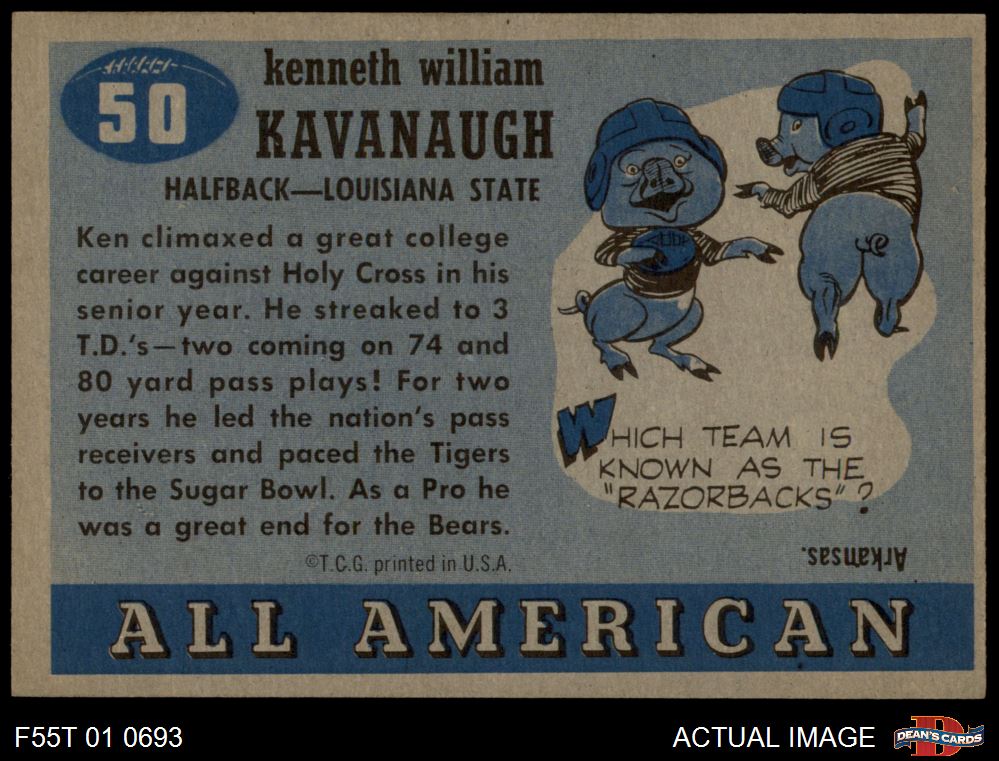 50
kenneth william
KAVANAUGH
HALFBACK—LOUISIANA STATE
Ken climaxed a great college
career against Holy Cross in his
senior year. He streaked to 3
T.D.'s—two coming on 74 and
80 yard pass plays! For two
years he led the nation's pass
receivers and paced the Tigers
to the Sugar Bowl. As a Pro he
was a great end for the Bears.
©T.C.G. printed in U.S.A.
WHICH TEAM IS
KNOWN AS THE
"RAZORBACKS"?
Arkansas.
ALL AMERICAN
F55T 01 0693
ACTUAL IMAGE
DEAN'S CARDS